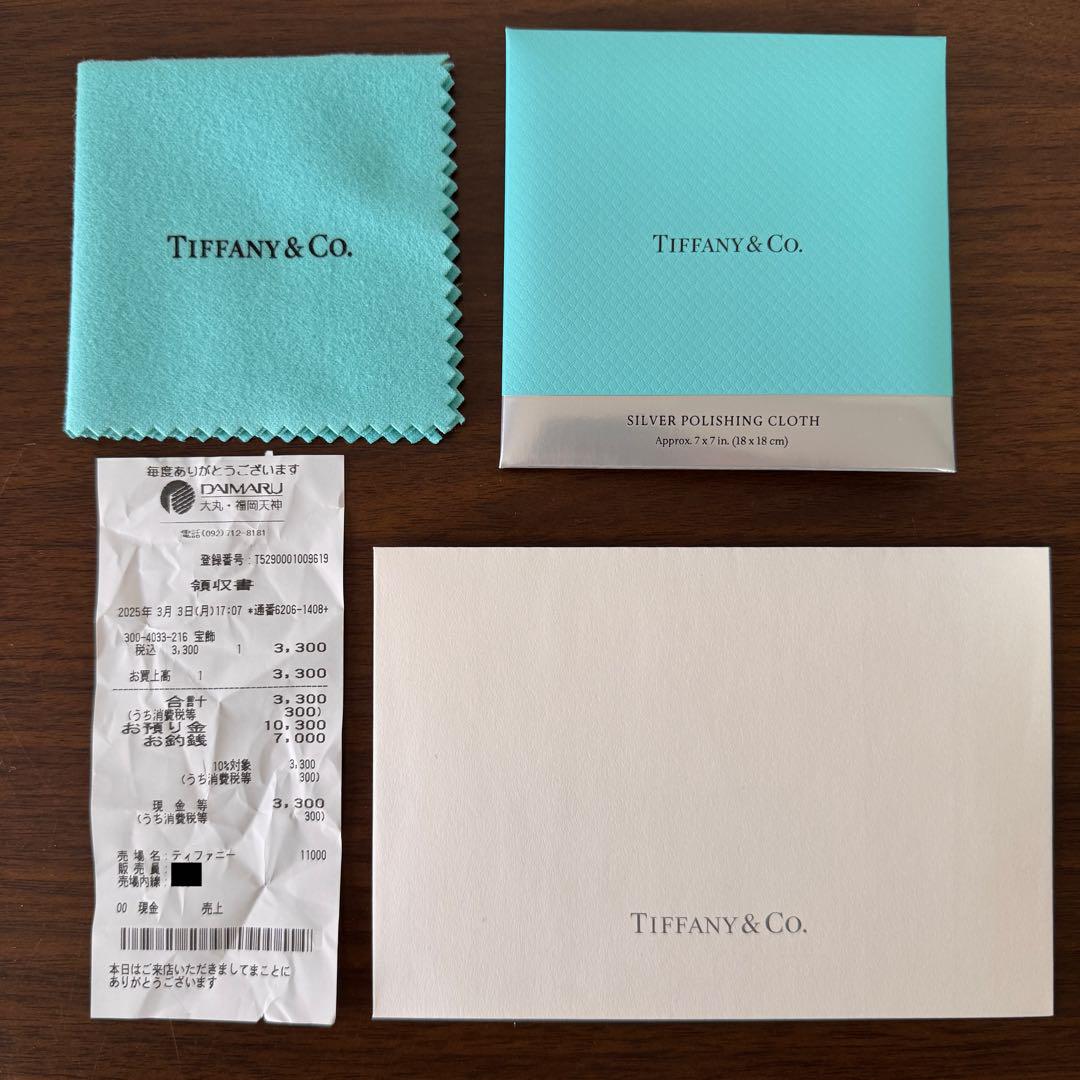 TIFFANY & CO.
TIFFANY & CO.
SILVER POLISHING CLOTH
Approx. 7 x 7 in. (18 x 18 cm)
毎度ありがとうございます
DAIMARU
大丸・福岡天神
電話(092)712-8181
登録番号:T5290001009619
領収書
2025年 3月 3日(月)17:07 *通番6206-1408+
300-4033-216 宝飾
税込 3,300 1 3,300
お買上高 1 3,300
合計 3,300
(うち消費税等 300)
お預り金 10,300
お釣銭 7,000
10%対象 3,300
(うち消費税等 300)
現 金 等 3,300
(うち消費税等 300)
売 場 名:ティファニー 11000
販 売 員:
売場内線:
00 現金 売上
本日はご来店いただきましてまことに
ありがとうございます
TIFFANY & CO.